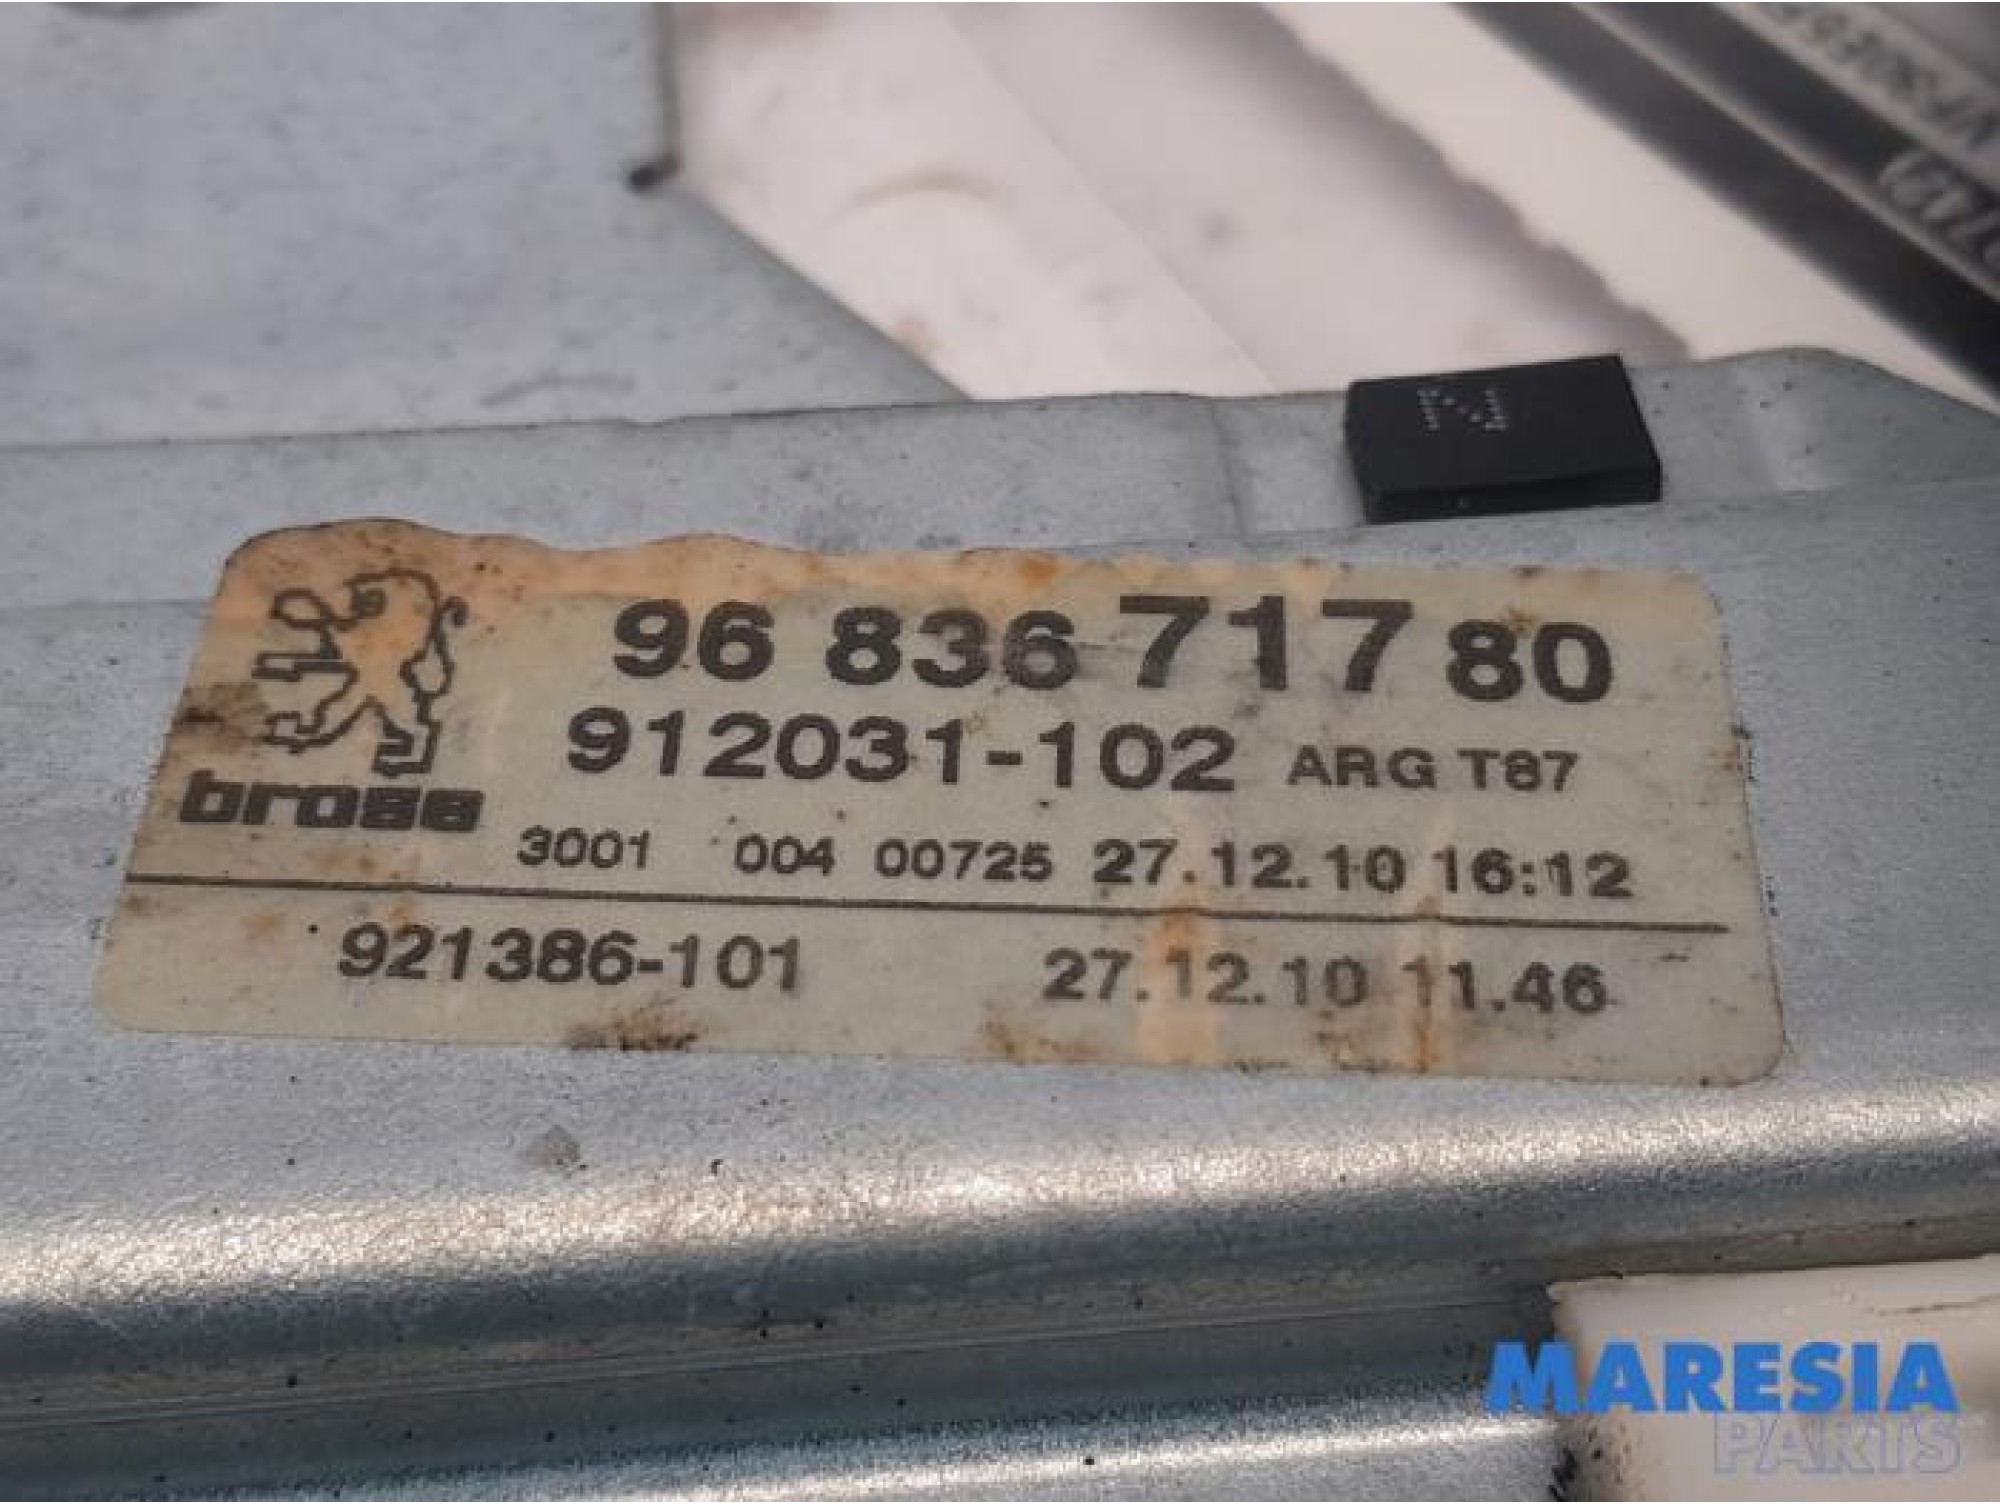 96 836 717 80
912031-102 ARG T87
brose
3001 004 00725 27.12.10 16:12
921386-101 27.12.10 11.46
MARESIA
PARTS